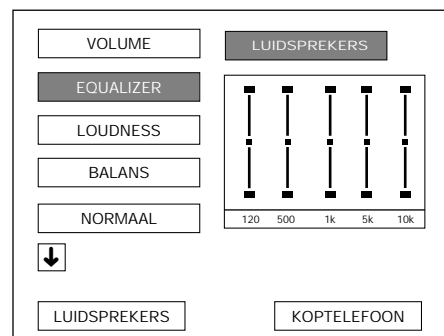 VOLUME
LUIDSPREKERS
EQUALIZER
LOUDNESS
BALANS
NORMAAL
120 500 1k 5k 10k
LUIDSPREKERS
KOPTELEFOON